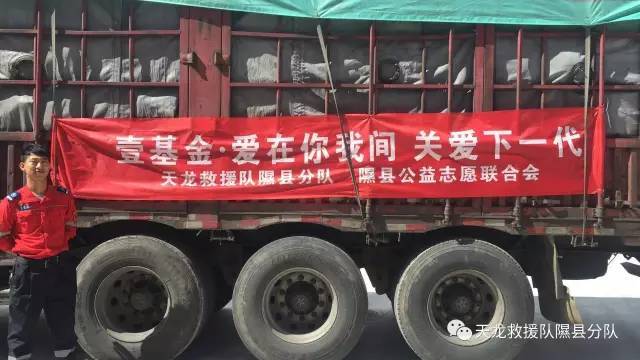 壹基金·爱在你我间 关爱下一代
天龙救援队隰县分队 隰县公益志愿联合会
天龙救援队隰县分队